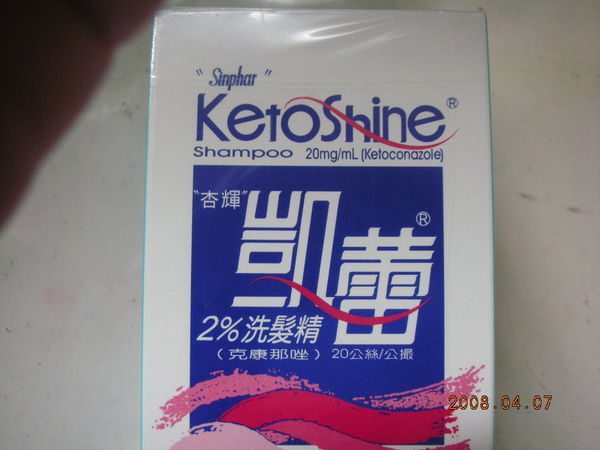 "Sinphar"
KetoShine®
Shampoo 20mg/mL (Ketoconazole)
"杏輝"
凱蕾®
2%洗髮精
(克康那唑) 20公絲/公撮
2008.04.07